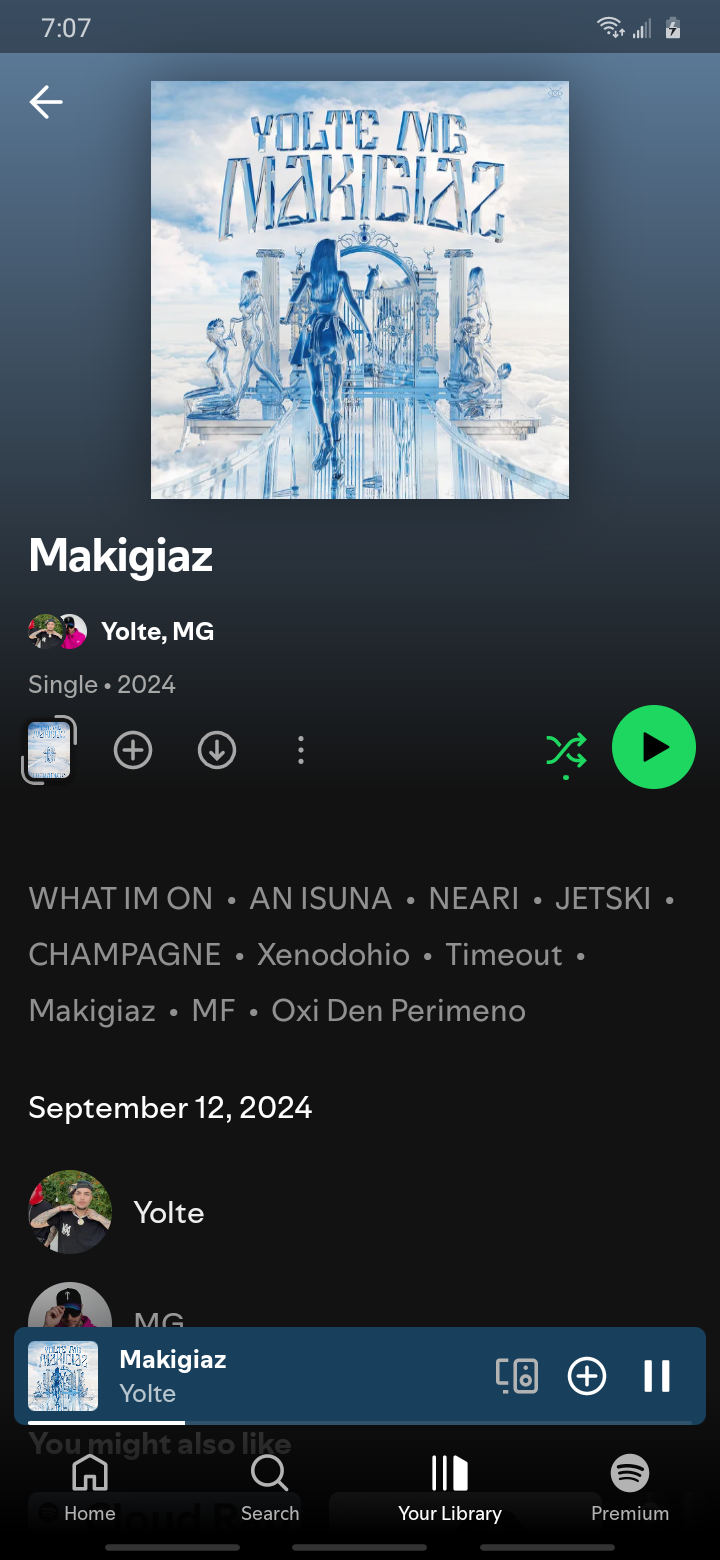 7:07
YOLTE MG
MAKIGIAZ
Makigiaz
Yolte, MG
Single • 2024
WHAT IM ON • AN ISUNA • NEARI • JETSKI •
CHAMPAGNE • Xenodohio • Timeout •
Makigiaz • MF • Oxi Den Perimeno
September 12, 2024
Yolte
MG
Makigiaz
Yolte
You might also like
Cloud R
Home
Search
Your Library
Premium